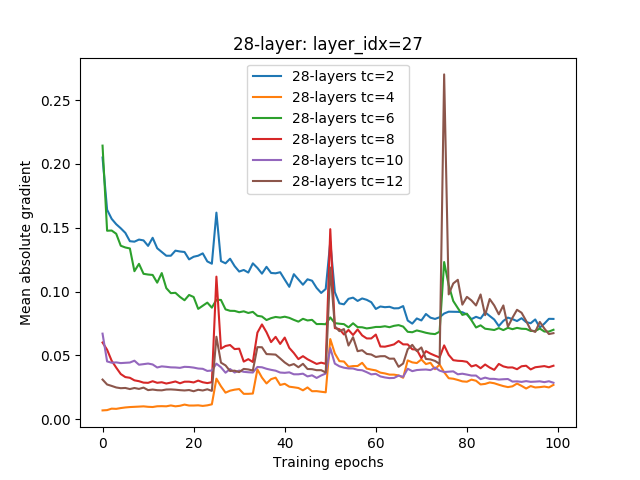 28-layer: layer_idx=27
28-layers tc=2
28-layers tc=4
28-layers tc=6
28-layers tc=8
28-layers tc=10
28-layers tc=12
Mean absolute gradient
0.25
0.20
0.15
0.10
0.05
0.00
0 20 40 60 80 100
Training epochs